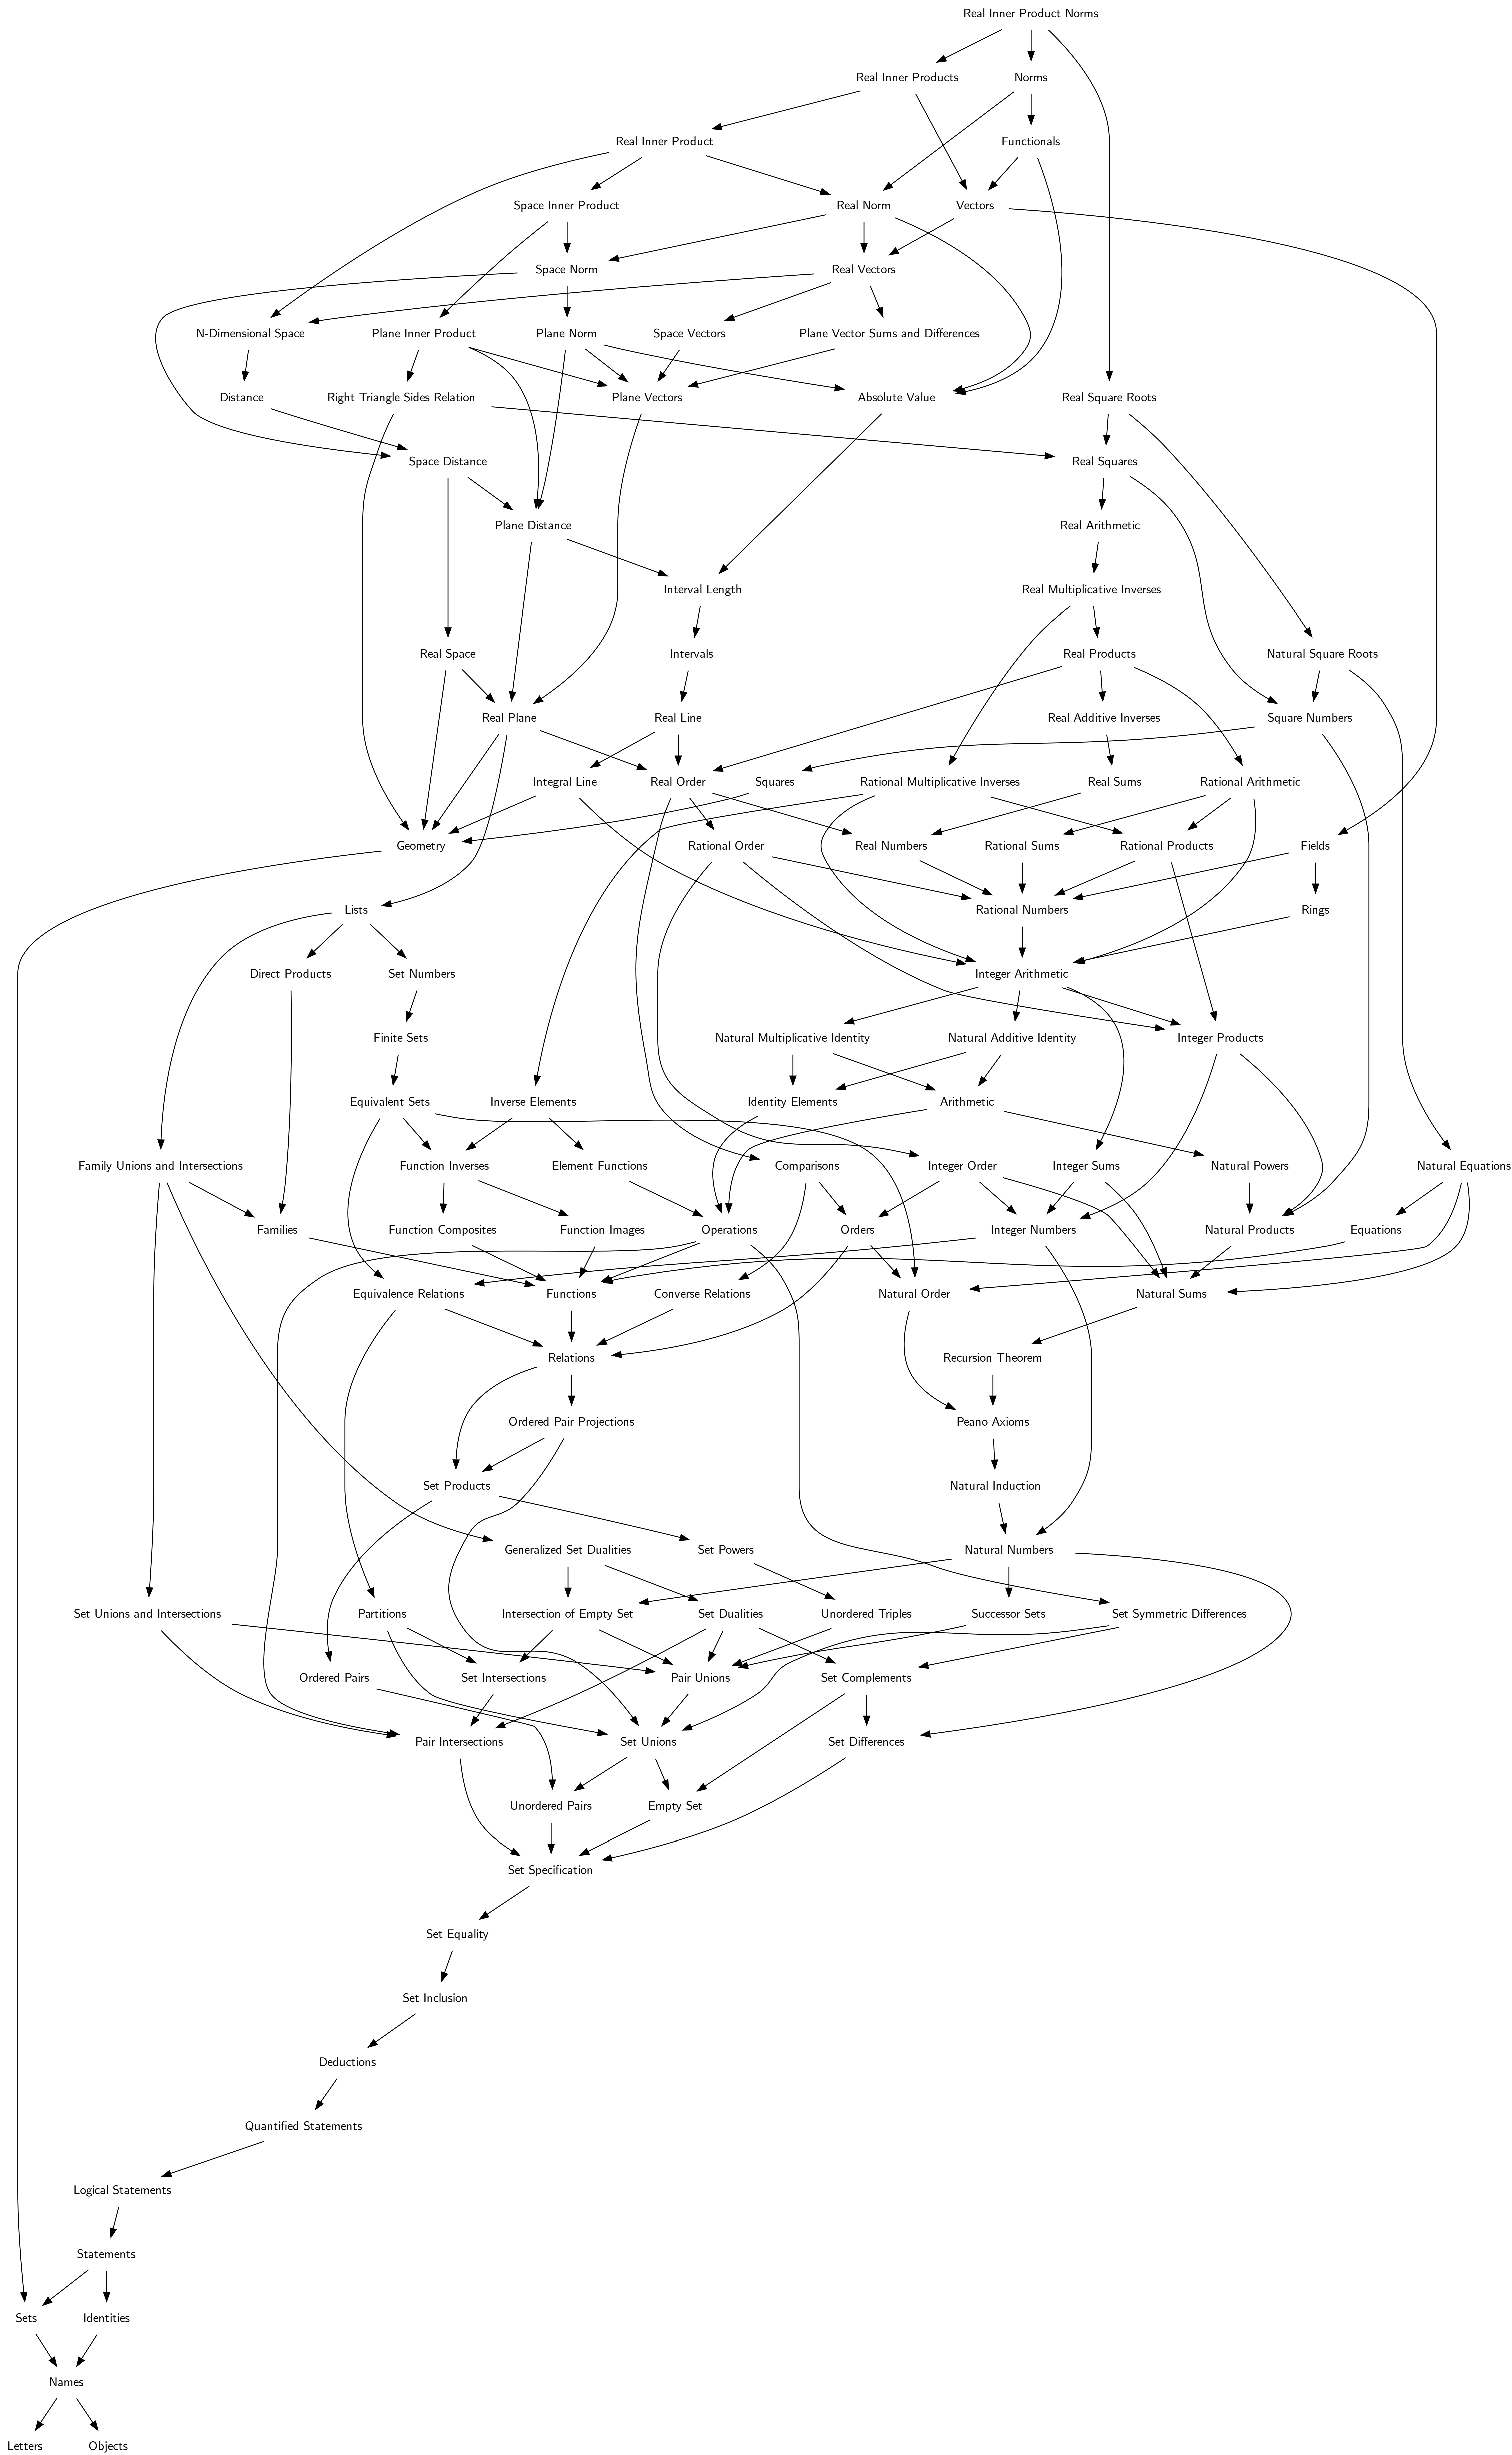 Real Inner Product Norms
Real Inner Products
Norms
Real Inner Product
Functionals
Space Inner Product
Real Norm
Vectors
Space Norm
Real Vectors
N-Dimensional Space
Plane Inner Product
Plane Norm
Space Vectors
Plane Vector Sums and Differences
Distance
Right Triangle Sides Relation
Plane Vectors
Absolute Value
Real Square Roots
Space Distance
Real Squares
Plane Distance
Real Arithmetic
Interval Length
Real Multiplicative Inverses
Real Space
Intervals
Real Products
Natural Square Roots
Real Plane
Real Line
Real Additive Inverses
Square Numbers
Integral Line
Real Order
Squares
Rational Multiplicative Inverses
Real Sums
Rational Arithmetic
Geometry
Rational Order
Real Numbers
Rational Sums
Rational Products
Fields
Lists
Rational Numbers
Rings
Direct Products
Set Numbers
Integer Arithmetic
Finite Sets
Natural Multiplicative Identity
Natural Additive Identity
Integer Products
Equivalent Sets
Inverse Elements
Identity Elements
Arithmetic
Family Unions and Intersections
Function Inverses
Element Functions
Comparisons
Integer Order
Integer Sums
Natural Powers
Natural Equations
Families
Function Composites
Function Images
Operations
Orders
Integer Numbers
Natural Products
Equations
Equivalence Relations
Functions
Converse Relations
Natural Order
Natural Sums
Relations
Recursion Theorem
Ordered Pair Projections
Peano Axioms
Set Products
Natural Induction
Generalized Set Dualities
Set Powers
Natural Numbers
Set Unions and Intersections
Partitions
Intersection of Empty Set
Set Dualities
Unordered Triples
Successor Sets
Set Symmetric Differences
Ordered Pairs
Set Intersections
Pair Unions
Set Complements
Pair Intersections
Set Unions
Set Differences
Unordered Pairs
Empty Set
Set Specification
Set Equality
Set Inclusion
Deductions
Quantified Statements
Logical Statements
Statements
Sets
Identities
Names
Letters
Objects